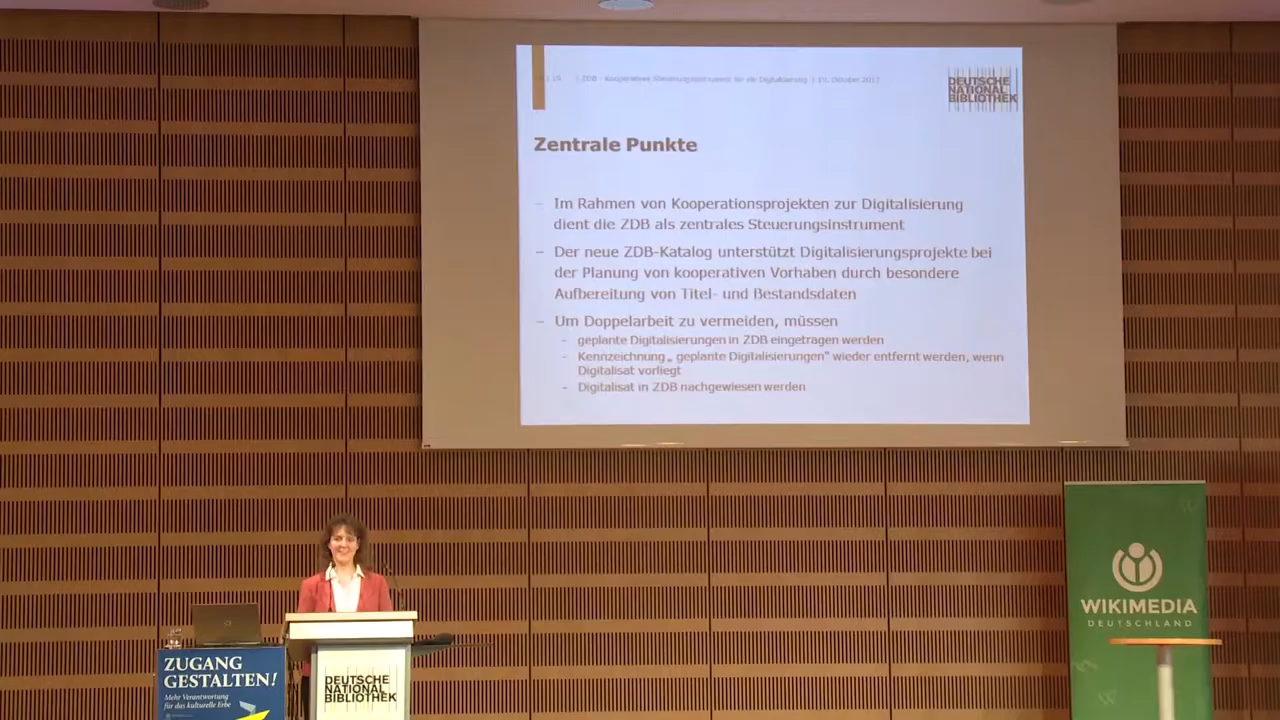 | 19 | ZDB - Kooperatives Steuerungsinstrument für die Digitalisierung | 19. Oktober 2017
DEUTSCHE
NATIONAL
BIBLIOTHEK
Zentrale Punkte
– Im Rahmen von Kooperationsprojekten zur Digitalisierung
dient die ZDB als zentrales Steuerungsinstrument
– Der neue ZDB-Katalog unterstützt Digitalisierungsprojekte bei
der Planung von kooperativen Vorhaben durch besondere
Aufbereitung von Titel- und Bestandsdaten
– Um Doppelarbeit zu vermeiden, müssen
- geplante Digitalisierungen in ZDB eingetragen werden
- Kennzeichnung „ geplante Digitalisierungen" wieder entfernt werden, wenn
Digitalisat vorliegt
- Digitalisat in ZDB nachgewiesen werden
WIKIMEDIA
DEUTSCHLAND
ZUGANG
GESTALTEN!
Mehr Verantwortung
für das kulturelle Erbe
DEUTSCHE
NATIONAL
BIBLIOTHEK